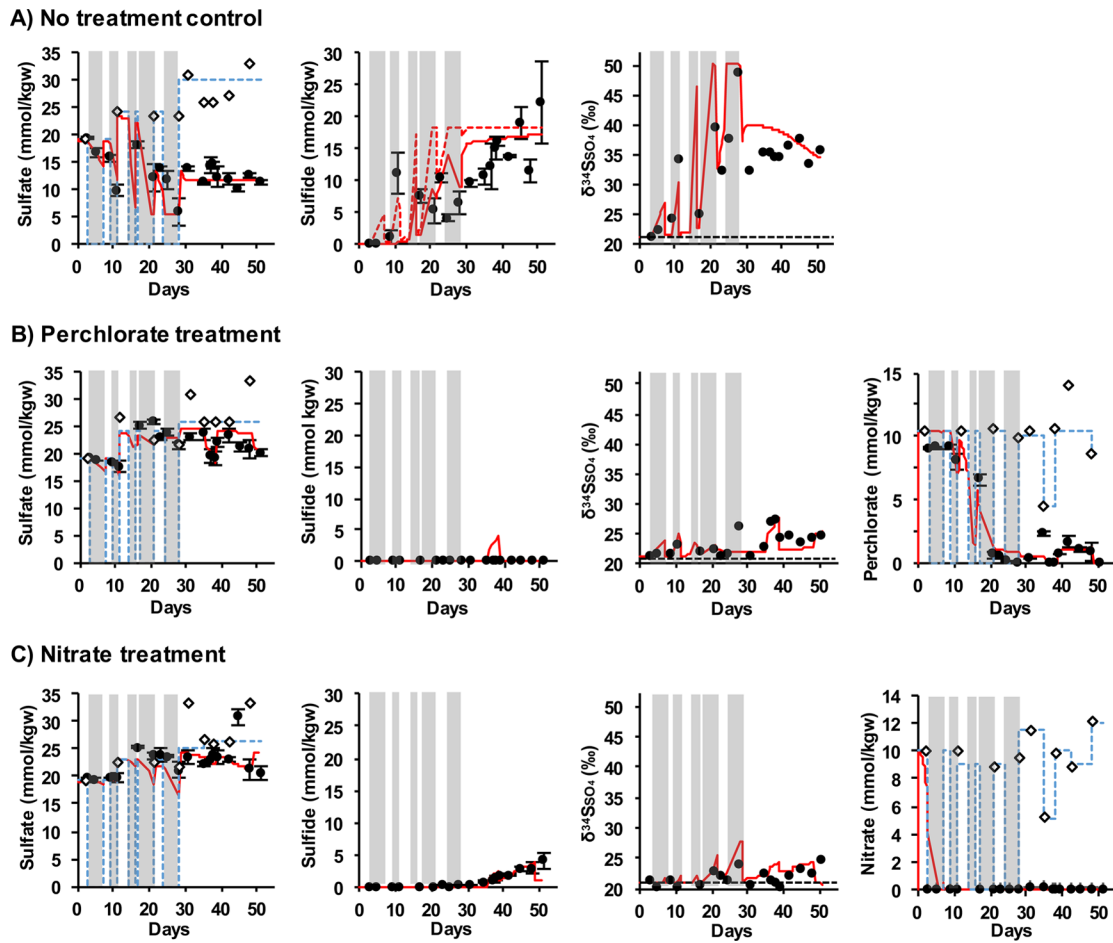 A) No treatment control
Sulfate (mmol/kgw)
35
30
25
20
15
10
5
0
0 10 20 30 40 50
Days
Sulfide (mmol/kgw)
30
25
20
15
10
5
0
0 10 20 30 40 50
Days
δ³⁴S_SO₄ (‰)
50
45
40
35
30
25
20
0 10 20 30 40 50
Days
B) Perchlorate treatment
Sulfate (mmol/kgw)
35
30
25
20
15
10
5
0
0 10 20 30 40 50
Days
Sulfide (mmol kgw)
30
25
20
15
10
5
0
0 10 20 30 40 50
Days
δ³⁴S_SO₄ (‰)
50
45
40
35
30
25
20
0 10 20 30 40 50
Days
Perchlorate (mmol/kgw)
15
10
5
0
0 10 20 30 40 50
Days
C) Nitrate treatment
Sulfate (mmol/kgw)
35
30
25
20
15
10
5
0
0 10 20 30 40 50
Days
Sulfide (mmol/kgw)
30
25
20
15
10
5
0
0 10 20 30 40 50
Days
δ³⁴S_SO₄ (‰)
50
45
40
35
30
25
20
0 10 20 30 40 50
Days
Nitrate (mmol/kgw)
14
12
10
8
6
4
2
0
0 10 20 30 40 50
Days